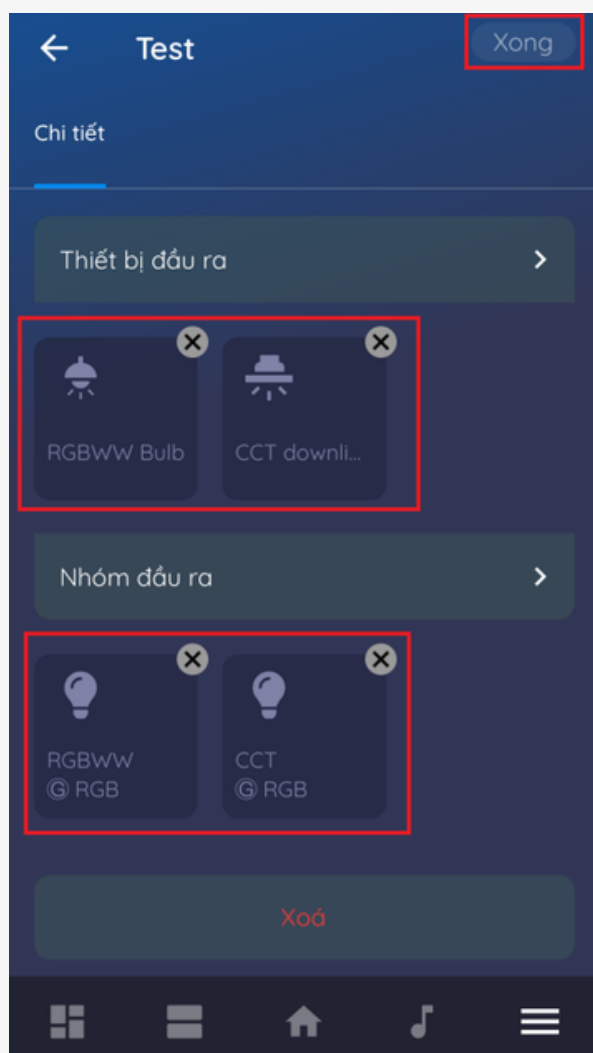 Test
Xong
Chi tiết
Thiết bị đầu ra
RGBWW Bulb
CCT downli...
Nhóm đầu ra
RGBWW
Ⓖ RGB
CCT
Ⓖ RGB
Xoá